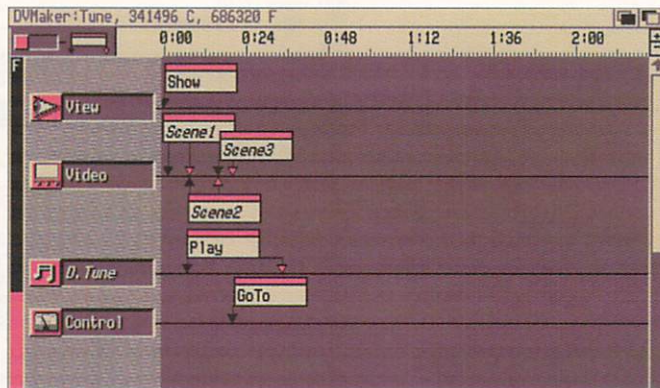 DVMaker:Tune, 341496 C, 686320 F
0:00 0:24 0:48 1:12 1:36 2:00
F
Show
View
Scene1
Scene3
Video
Scene2
Play
D.Tune
GoTo
Control